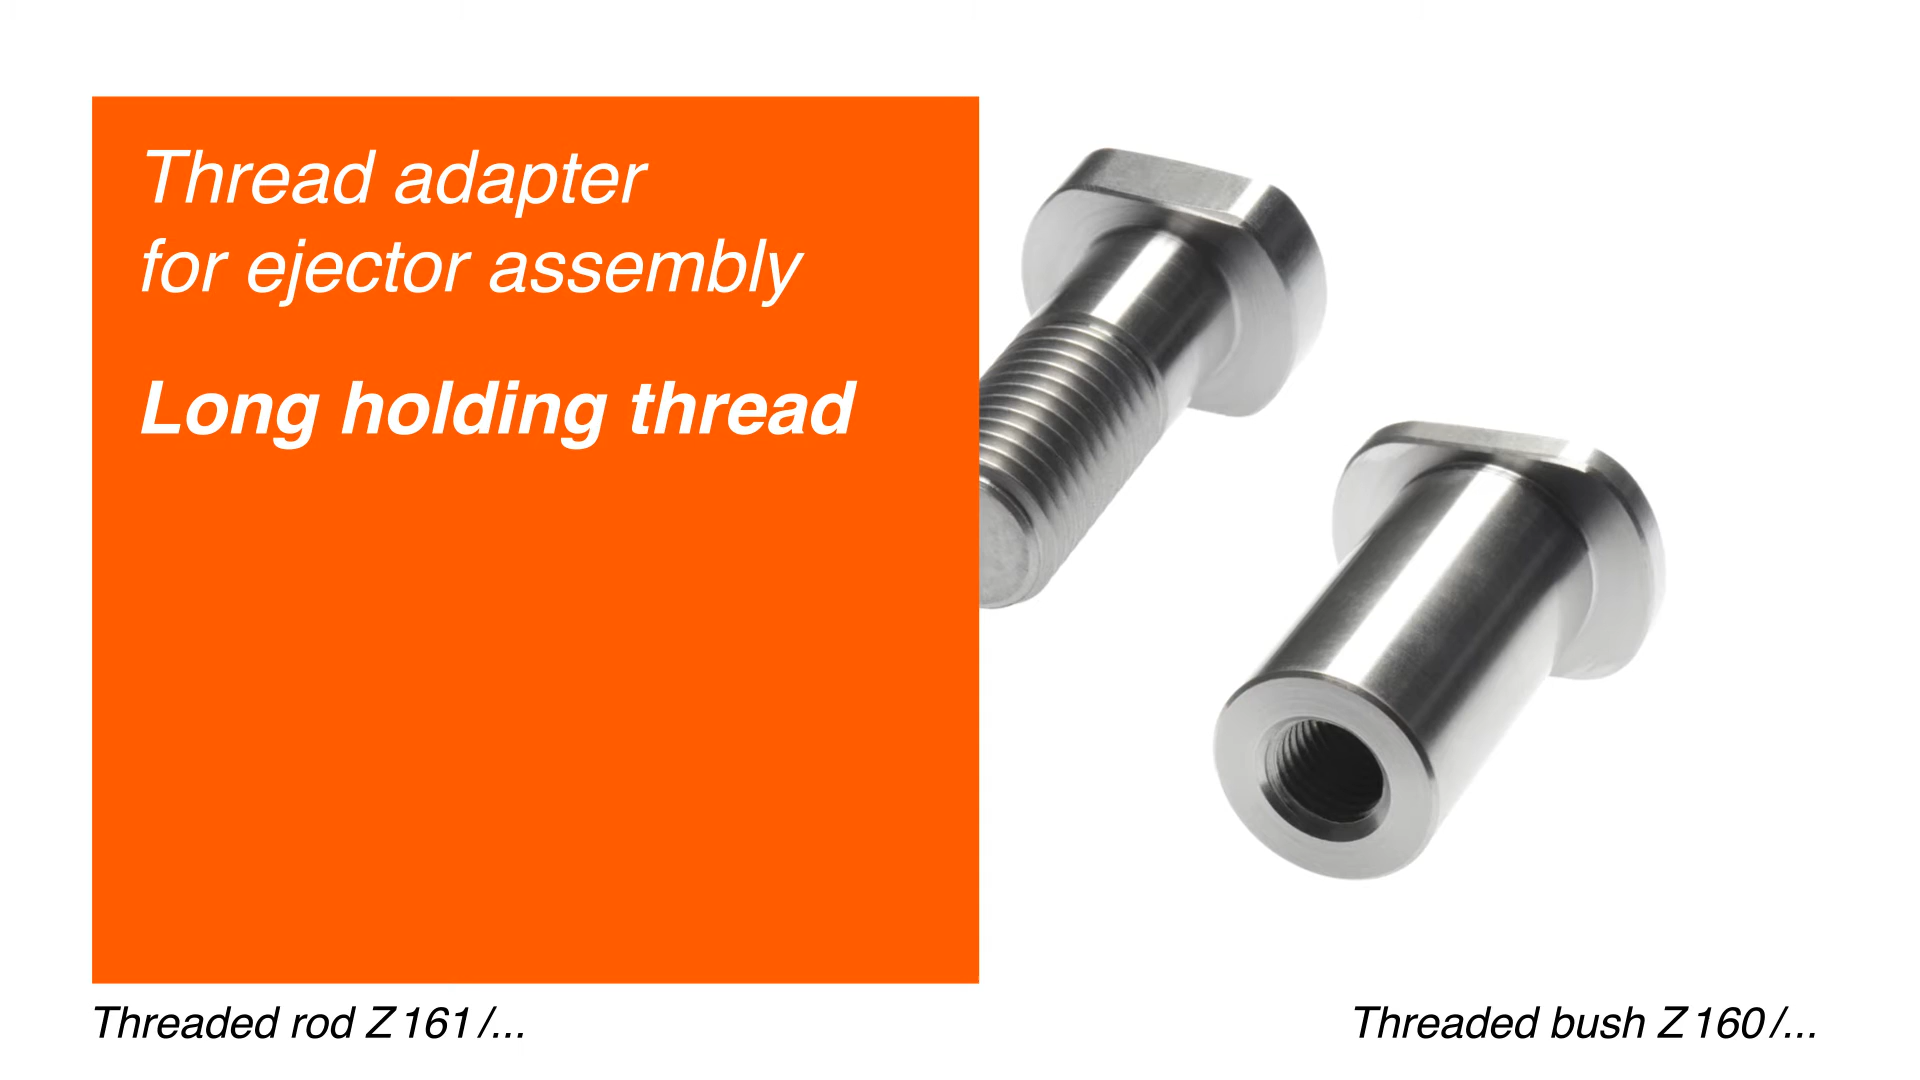 Thread adapter
for ejector assembly
Long holding thread
Threaded rod Z 161 /...
Threaded bush Z 160 /...